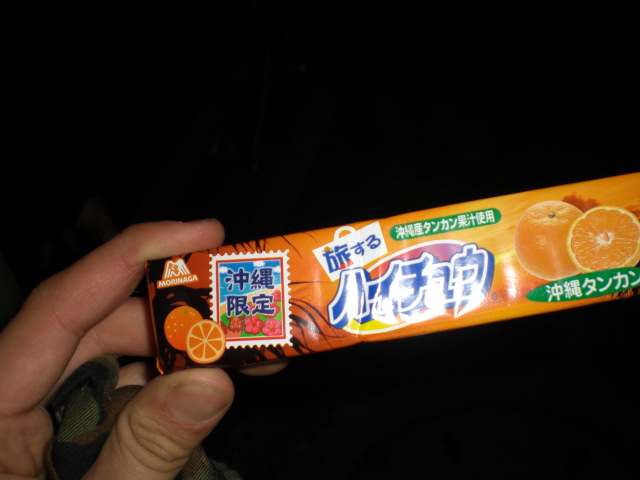 MORINAGA
沖縄
限定
旅する
ハイチュウ
沖縄産タンカン果汁使用
沖縄タンカン